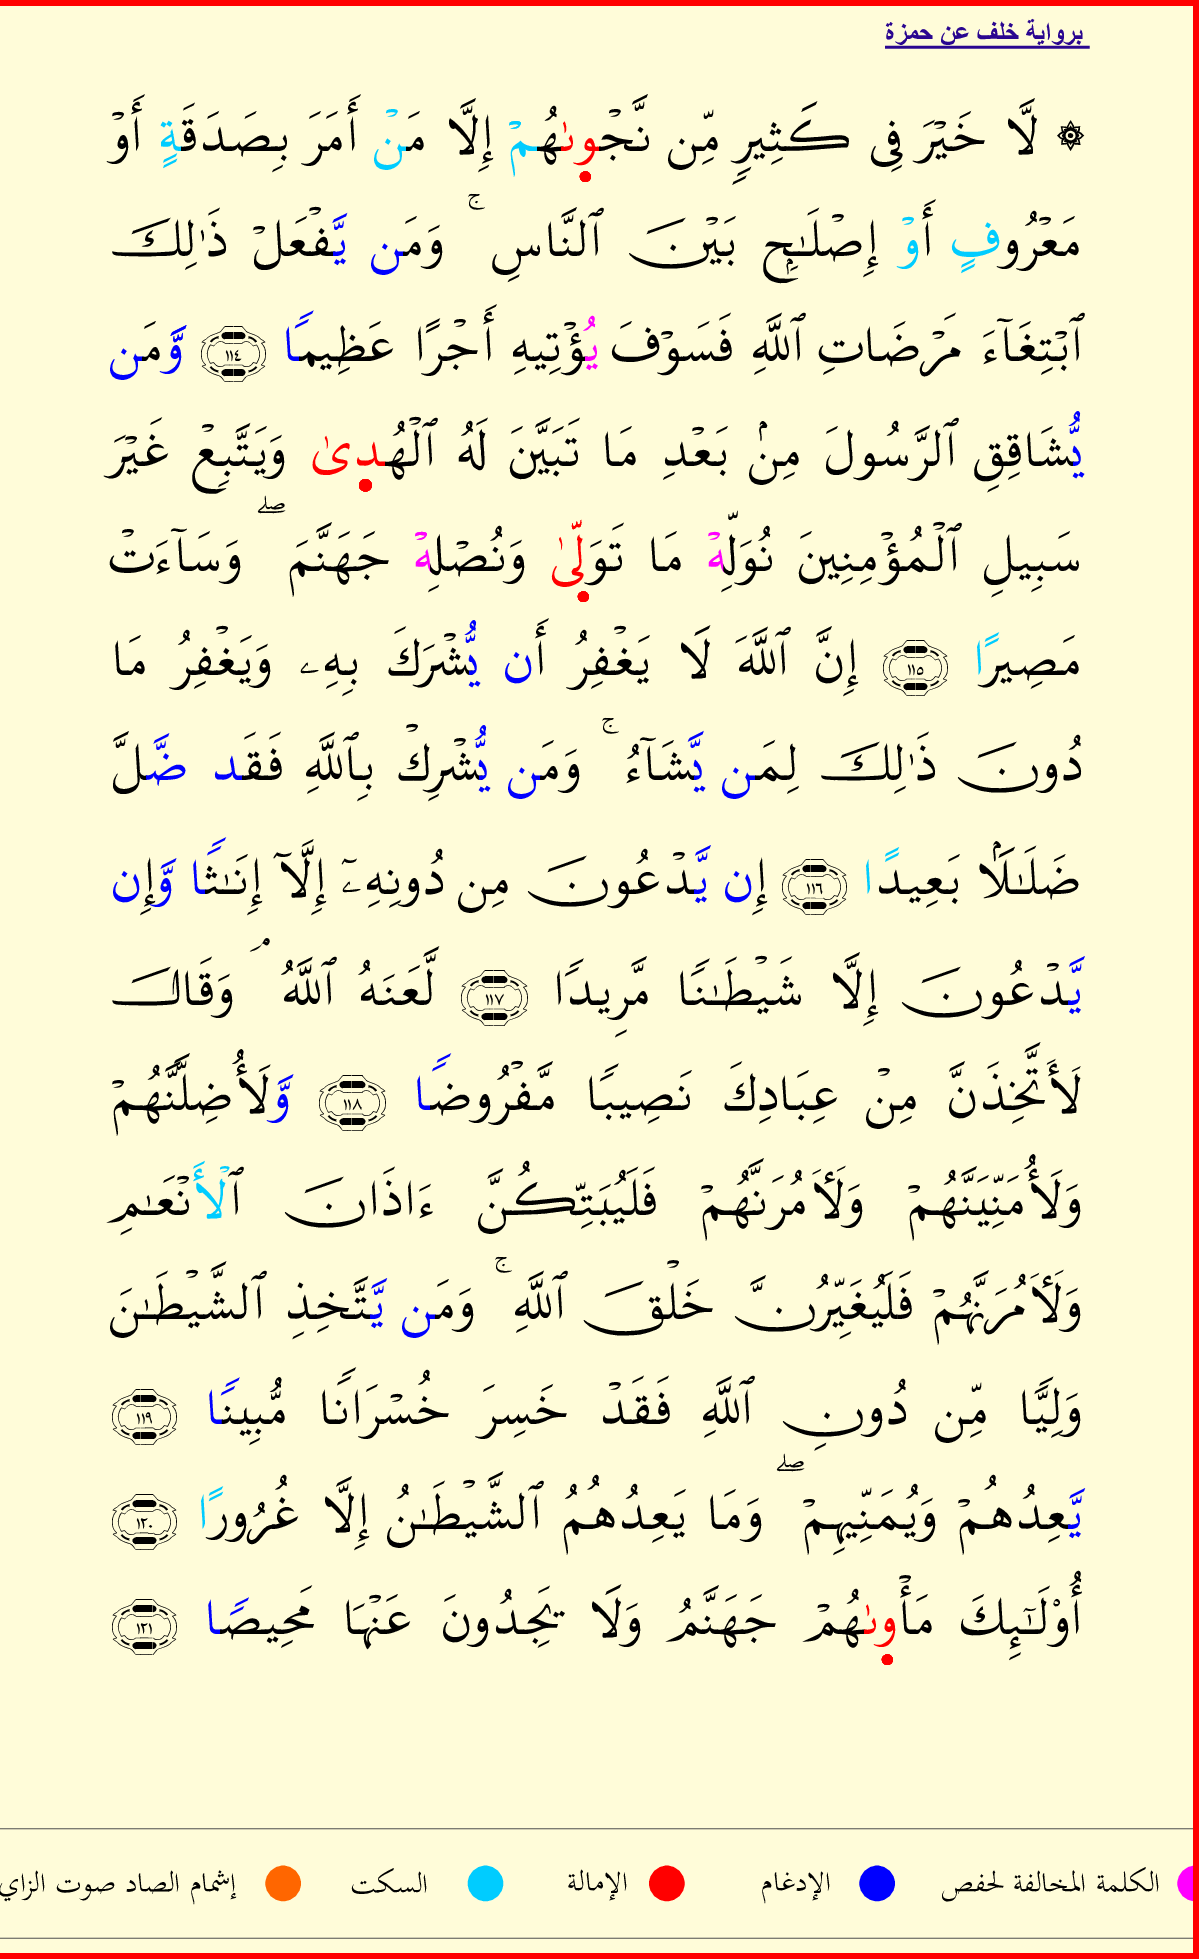 برواية خلف عن حمزة
۞ لَّا خَيْرَ فِى كَثِيرٍ مِّن نَّجْوىٰهُمْ إِلَّا مَنْ أَمَرَ بِصَدَقَةٍ أَوْ
مَعْرُوفٍ أَوْ إِصْلَٰحٍۭ بَيْنَ ٱلنَّاسِ ۚ وَمَن يَّفْعَلْ ذَٰلِكَ
ٱبْتِغَآءَ مَرْضَاتِ ٱللَّهِ فَسَوْفَ يُؤْتِيهِ أَجْرًا عَظِيمًا ١١٤ وَّمَن
يُّشَاقِقِ ٱلرَّسُولَ مِنۢ بَعْدِ مَا تَبَيَّنَ لَهُ ٱلْهُدىٰ وَيَتَّبِعْ غَيْرَ
سَبِيلِ ٱلْمُؤْمِنِينَ نُوَلِّهْ مَا تَوَلّىٰ وَنُصْلِهْ جَهَنَّمَ ۖ وَسَآءَتْ
مَصِيرًا ١١٥ إِنَّ ٱللَّهَ لَا يَغْفِرُ أَن يُّشْرَكَ بِهِۦ وَيَغْفِرُ مَا
دُونَ ذَٰلِكَ لِمَن يَّشَآءُ ۚ وَمَن يُّشْرِكْ بِٱللَّهِ فَقَد ضَّلَّ
ضَلَٰلَۢا بَعِيدًا ١١٦ إِن يَّدْعُونَ مِن دُونِهِۦٓ إِلَّآ إِنَٰثًا وَّإِن
يَّدْعُونَ إِلَّا شَيْطَٰنًا مَّرِيدًا ١١٧ لَّعَنَهُ ٱللَّهُ ۘ وَقَالَ
لَأَتَّخِذَنَّ مِنْ عِبَادِكَ نَصِيبًا مَّفْرُوضًا ١١٨ وَّلَأُضِلَّنَّهُمْ
وَلَأُمَنِّيَنَّهُمْ وَلَأٓمُرَنَّهُمْ فَلَيُبَتِّكُنَّ ءَاذَانَ ٱلْأَنْعَٰمِ
وَلَأٓمُرَنَّهُمْ فَلَيُغَيِّرُنَّ خَلْقَ ٱللَّهِ ۚ وَمَن يَّتَّخِذِ ٱلشَّيْطَٰنَ
وَلِيًّا مِّن دُونِ ٱللَّهِ فَقَدْ خَسِرَ خُسْرَانًا مُّبِينًا ١١٩
يَّعِدُهُمْ وَيُمَنِّيهِمْ ۖ وَمَا يَعِدُهُمُ ٱلشَّيْطَٰنُ إِلَّا غُرُورًا ١٢٠
أُوْلَٰٓئِكَ مَأْوىٰهُمْ جَهَنَّمُ وَلَا يَجِدُونَ عَنْهَا مَحِيصًا ١٢١
الكلمة المخالفة لحفص الإدغام الإمالة السكت إشمام الصاد صوت الزاي